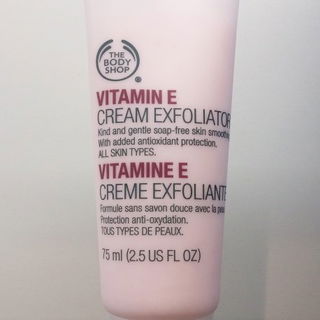 THE
BODY
SHOP
®
VITAMIN E
CREAM EXFOLIATOR
Kind and gentle soap-free skin smoothing
With added antioxidant protection.
ALL SKIN TYPES.
VITAMINE E
CREME EXFOLIANTE
Formule sans savon douce avec la
Protection anti-oxydation.
TOUS TYPES DE PEAUX.
75 ml (2.5 US FL OZ)